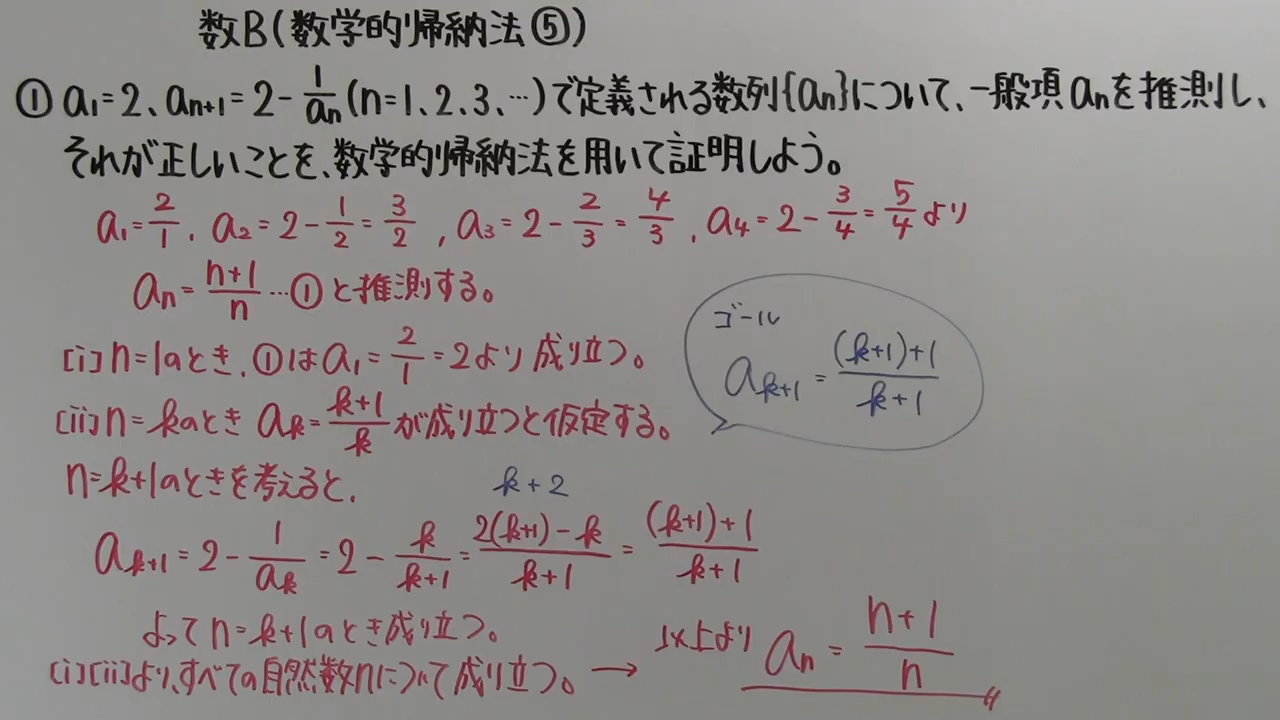 数B(数学的帰納法⑤)
① a₁=2、aₙ₊₁=2-1/aₙ(n=1、2、3、…)で定義される数列{aₙ}について、一般項aₙを推測し、
それが正しいことを、数学的帰納法を用いて証明しよう。
a₁=2/1、a₂=2-1/2=3/2、a₃=2-2/3=4/3、a₄=2-3/4=5/4より
aₙ=(n+1)/n…①と推測する。
[i]n=1のとき、①はa₁=2/1=2より成り立つ。
[ii]n=kのとき aₖ=(k+1)/kが成り立つと仮定する。
ゴール
aₖ₊₁=((k+1)+1)/(k+1)
n=k+1のときを考えると、
k+2
aₖ₊₁=2-1/aₖ=2-k/(k+1)=(2(k+1)-k)/(k+1)=((k+1)+1)/(k+1)
よってn=k+1のとき成り立つ。
[i][ii]より、すべての自然数nについて成り立つ。→
以上より aₙ=(n+1)/n